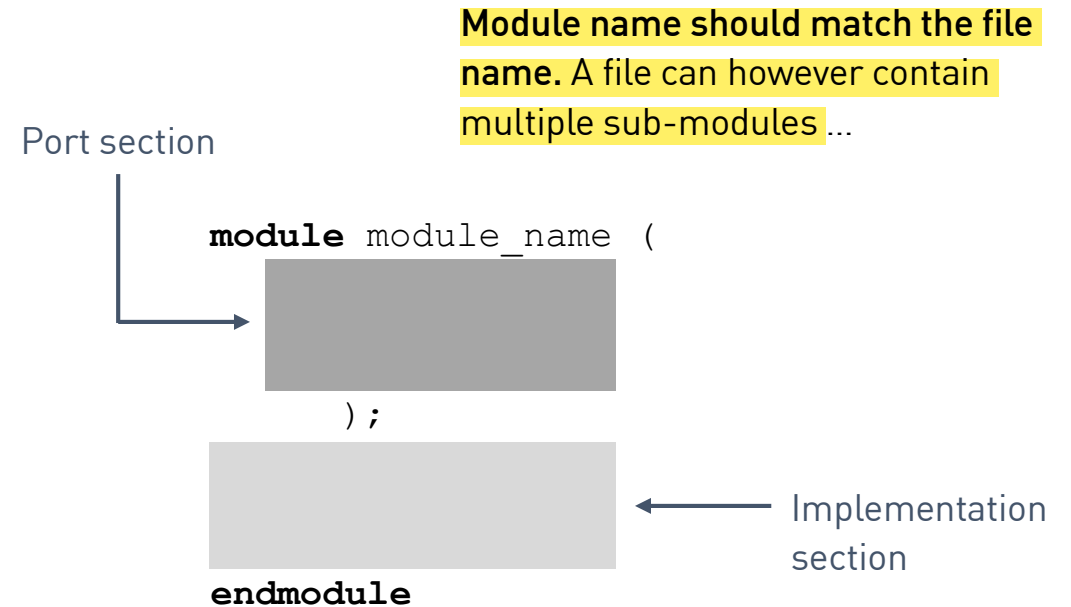 Module name should match the file
name. A file can however contain
multiple sub-modules ...
Port section
module module_name (
);
Implementation
section
endmodule